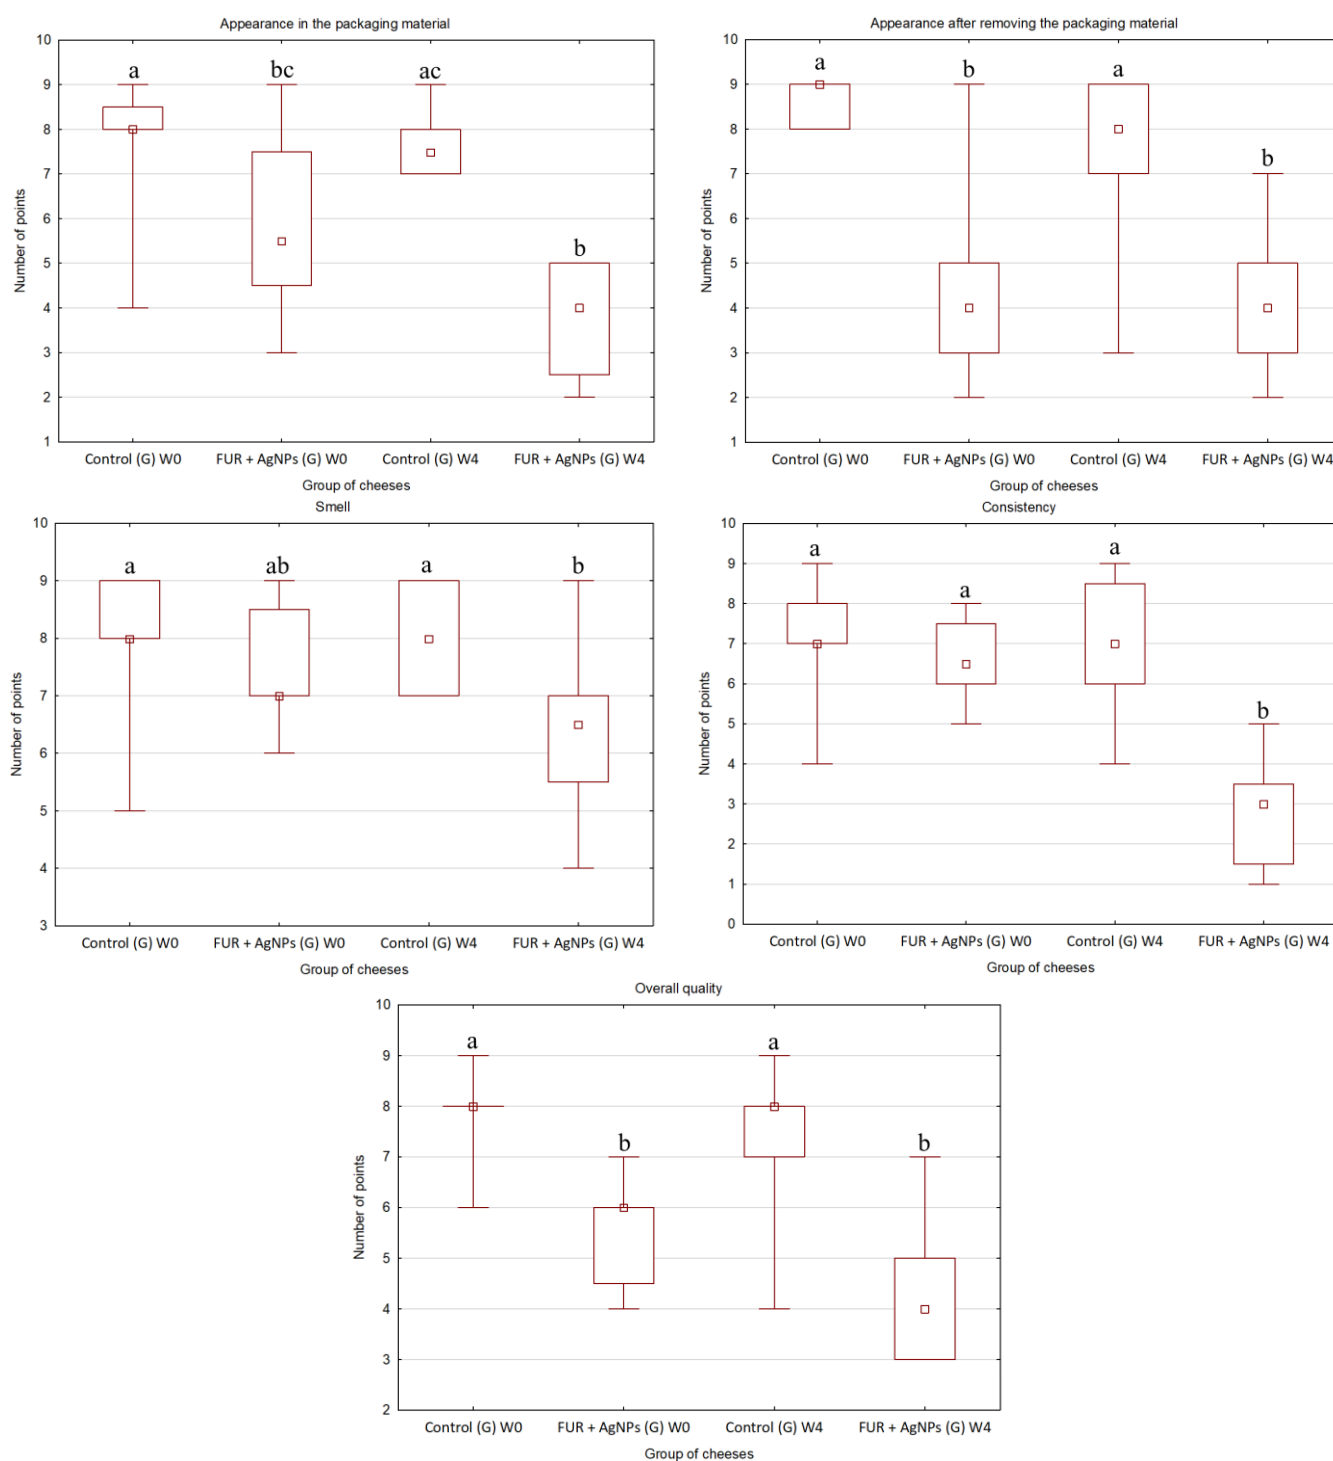 Appearance in the packaging material
10
9
8
7
6
5
4
3
2
1
Number of points
a
bc
ac
b
Control (G) W0
FUR + AgNPs (G) W0
Control (G) W4
FUR + AgNPs (G) W4
Group of cheeses
Appearance after removing the packaging material
10
9
8
7
6
5
4
3
2
1
Number of points
a
b
a
b
Control (G) W0
FUR + AgNPs (G) W0
Control (G) W4
FUR + AgNPs (G) W4
Group of cheeses
Smell
10
9
8
7
6
5
4
3
Number of points
a
ab
a
b
Control (G) W0
FUR + AgNPs (G) W0
Control (G) W4
FUR + AgNPs (G) W4
Group of cheeses
Consistency
10
9
8
7
6
5
4
3
2
1
0
Number of points
a
a
a
b
Control (G) W0
FUR + AgNPs (G) W0
Control (G) W4
FUR + AgNPs (G) W4
Group of cheeses
Overall quality
10
9
8
7
6
5
4
3
2
Number of points
a
b
a
b
Control (G) W0
FUR + AgNPs (G) W0
Control (G) W4
FUR + AgNPs (G) W4
Group of cheeses